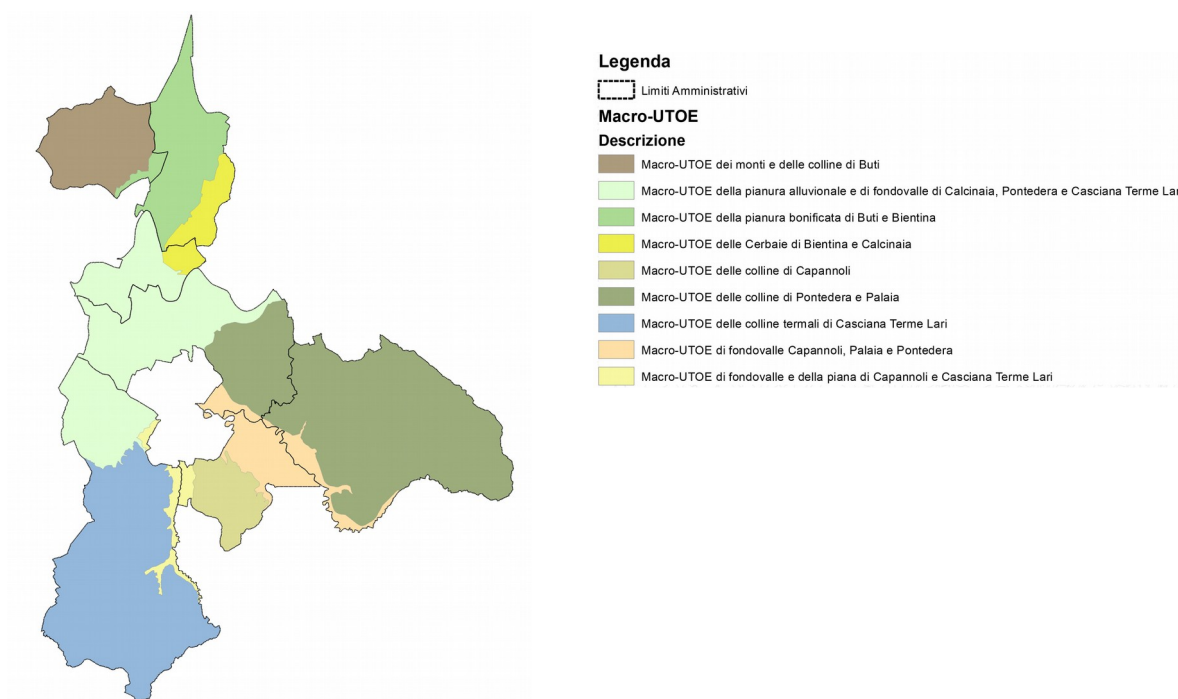 Legenda
Limiti Amministrativi
Macro-UTOE
Descrizione
Macro-UTOE dei monti e delle colline di Buti
Macro-UTOE della pianura alluvionale e di fondovalle di Calcinaia, Pontedera e Casciana Terme Lar
Macro-UTOE della pianura bonificata di Buti e Bientina
Macro-UTOE delle Cerbaie di Bientina e Calcinaia
Macro-UTOE delle colline di Capannoli
Macro-UTOE delle colline di Pontedera e Palaia
Macro-UTOE delle colline termali di Casciana Terme Lari
Macro-UTOE di fondovalle Capannoli, Palaia e Pontedera
Macro-UTOE di fondovalle e della piana di Capannoli e Casciana Terme Lari